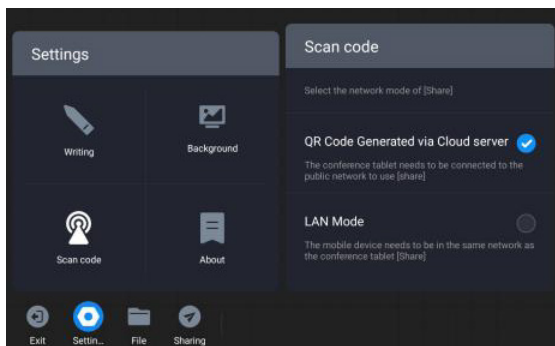 Settings
Writing
Background
Scan code
About
Scan code
Select the network mode of [Share]
QR Code Generated via Cloud server
The conference tablet needs to be connected to the
public network to use [share]
LAN Mode
The mobile device needs to be in the same network as
the conference tablet [Share]
Exit
Settin...
File
Sharing